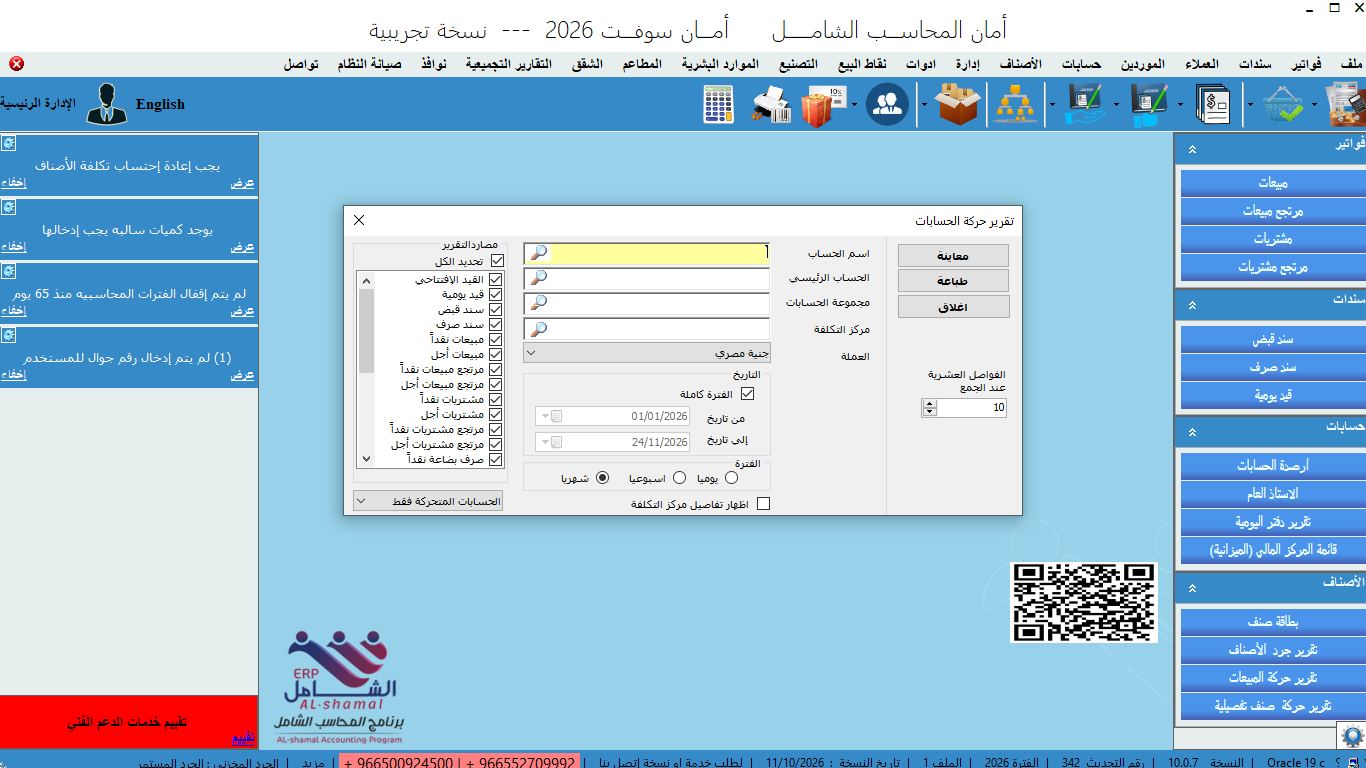 أمان المحاسـب الشامـــل أمــان سوفــت 2026 --- نسخة تجريبية
ملف فواتير سندات العملاء الموردين حسابات الأصناف إدارة ادوات نقاط البيع التصنيع الموارد البشرية المطاعم الشقق التقارير التجميعية نوافذ صيانة النظام تواصل
English
الإدارة الرئيسية
فواتير
مبيعات
مرتجع مبيعات
مشتريات
مرتجع مشتريات
سندات
سند قبض
سند صرف
قيد يومية
حسابات
أرصدة الحسابات
الاستاذ العام
تقرير دفتر اليومية
قائمة المركز المالي (الميزانية)
الأصناف
بطاقة صنف
تقرير جرد الأصناف
تقرير حركة المبيعات
تقرير حركة صنف تفصيلية
تقرير حركة الحسابات
معاينة
طباعة
اغلاق
الفواصل العشرية
عند الجمع
10
اسم الحساب
الحساب الرئيسي
مجموعة الحسابات
مركز التكلفة
العملة
جنية مصري
التاريخ
الفترة كاملة
من تاريخ 01/01/2026
إلي تاريخ 24/11/2026
الفترة
يوميا اسبوعيا شهريا
اظهار تفاصيل مركز التكلفة
مصادرالتقرير
تحديد الكل
القيد الإفتتاحي
قيد يومية
سند قبض
سند صرف
مبيعات نقداً
مبيعات أجل
مرتجع مبيعات نقداً
مرتجع مبيعات أجل
مشتريات نقداً
مشتريات أجل
مرتجع مشتريات نقداً
مرتجع مشتريات أجل
صرف بضاعة نقداً
الحسابات المتحركة فقط
يجب إعادة إحتساب تكلفة الأصناف
عرض إخفاء
يوجد كميات سالبه يجب إدخالها
عرض إخفاء
لم يتم إقفال الفترات المحاسبيه منذ 65 يوم
عرض إخفاء
(1) لم يتم إدخال رقم جوال للمستخدم
عرض إخفاء
ERP
الشامل
AL-shamal
برنامج المحاسب الشامل
AL-shamal Accounting Program
تقييم خدمات الدعم الفني
تقييم
Oracle 19 c | النسخة 10.0.7 | رقم التحديث 342 | الفترة 2026 | الملف 1 | تاريخ النسخة : 11/10/2026 | لطلب خدمة او نسخة إتصل بنا | + 966552709992 | + 966500924500 | مزيد | الجرد المخزني : الجرد المستمر